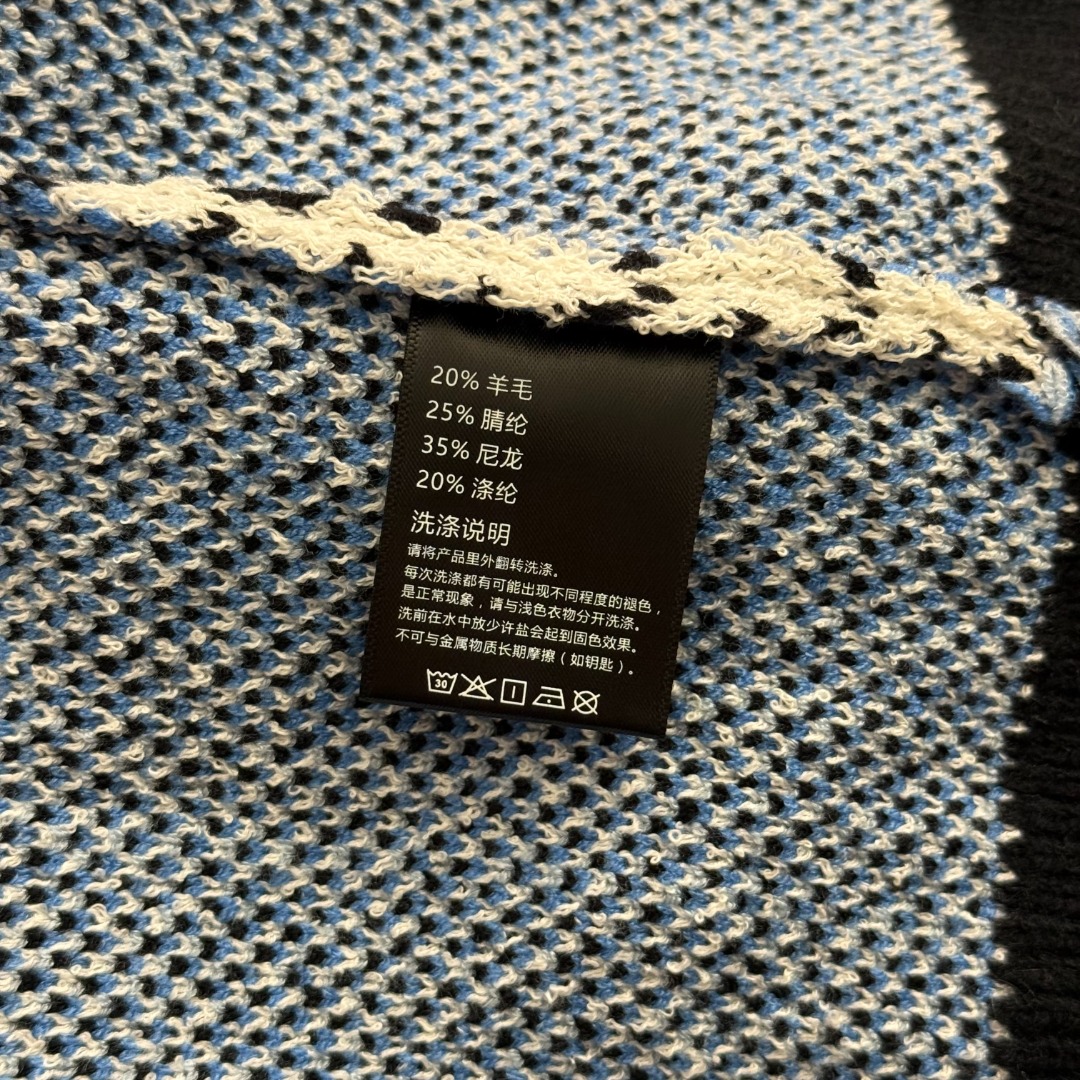 20% 羊毛
25% 腈纶
35% 尼龙
20% 涤纶
洗涤说明
请将产品里外翻转洗涤。
每次洗涤都有可能出现不同程度的褪色，
是正常现象，请与浅色衣物分开洗涤。
洗前在水中放少许盐会起到固色效果。
不可与金属物质长期摩擦（如钥匙）。
30